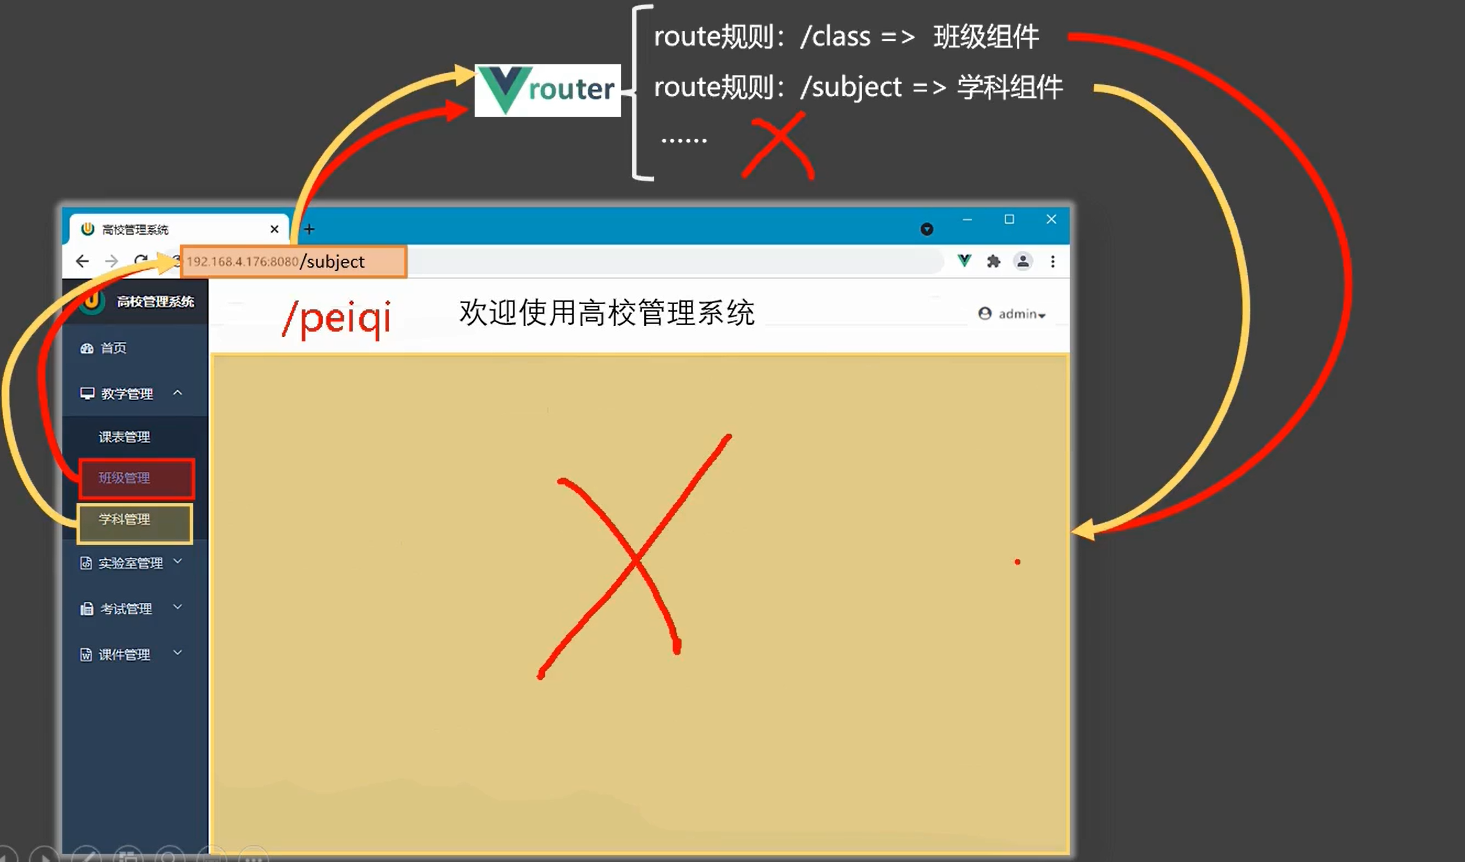 route规则：/class => 班级组件
router
route规则：/subject => 学科组件
......
高校管理系统
192.168.4.176:8080/subject
高校管理系统
/peiqi
欢迎使用高校管理系统
admin
首页
教学管理
课表管理
班级管理
学科管理
实验室管理
考试管理
课件管理